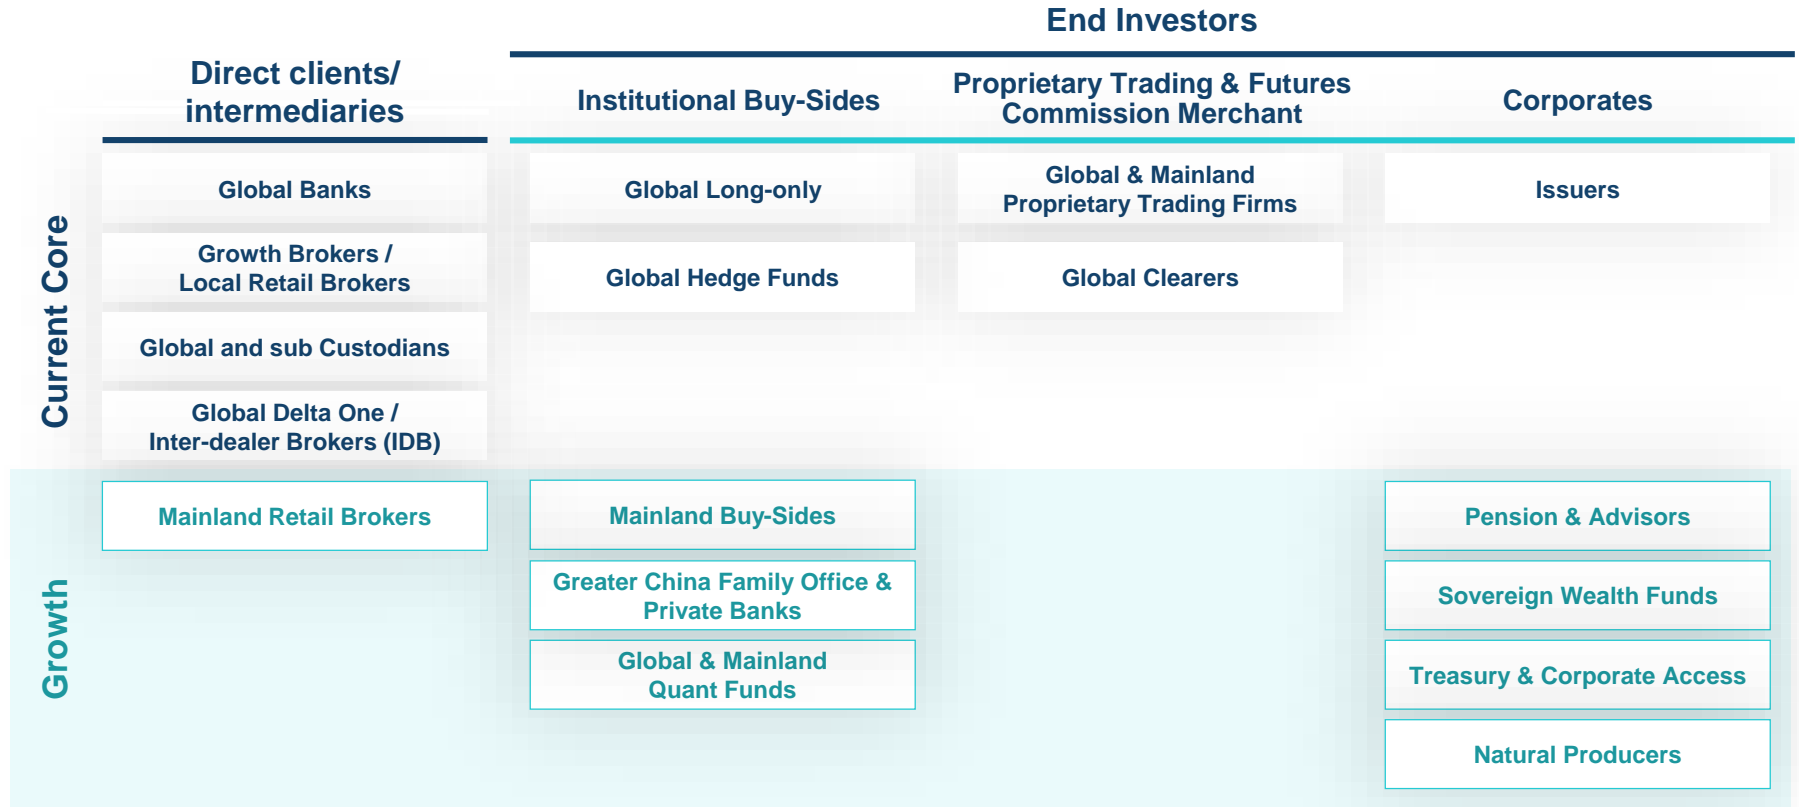 End Investors
Direct clients/
intermediaries
Institutional Buy-Sides
Proprietary Trading & Futures
Commission Merchant
Corporates
Current Core
Global Banks
Global Long-only
Global & Mainland
Proprietary Trading Firms
Issuers
Growth Brokers /
Local Retail Brokers
Global Hedge Funds
Global Clearers
Global and sub Custodians
Global Delta One /
Inter-dealer Brokers (IDB)
Growth
Mainland Retail Brokers
Mainland Buy-Sides
Pension & Advisors
Greater China Family Office &
Private Banks
Sovereign Wealth Funds
Global & Mainland
Quant Funds
Treasury & Corporate Access
Natural Producers